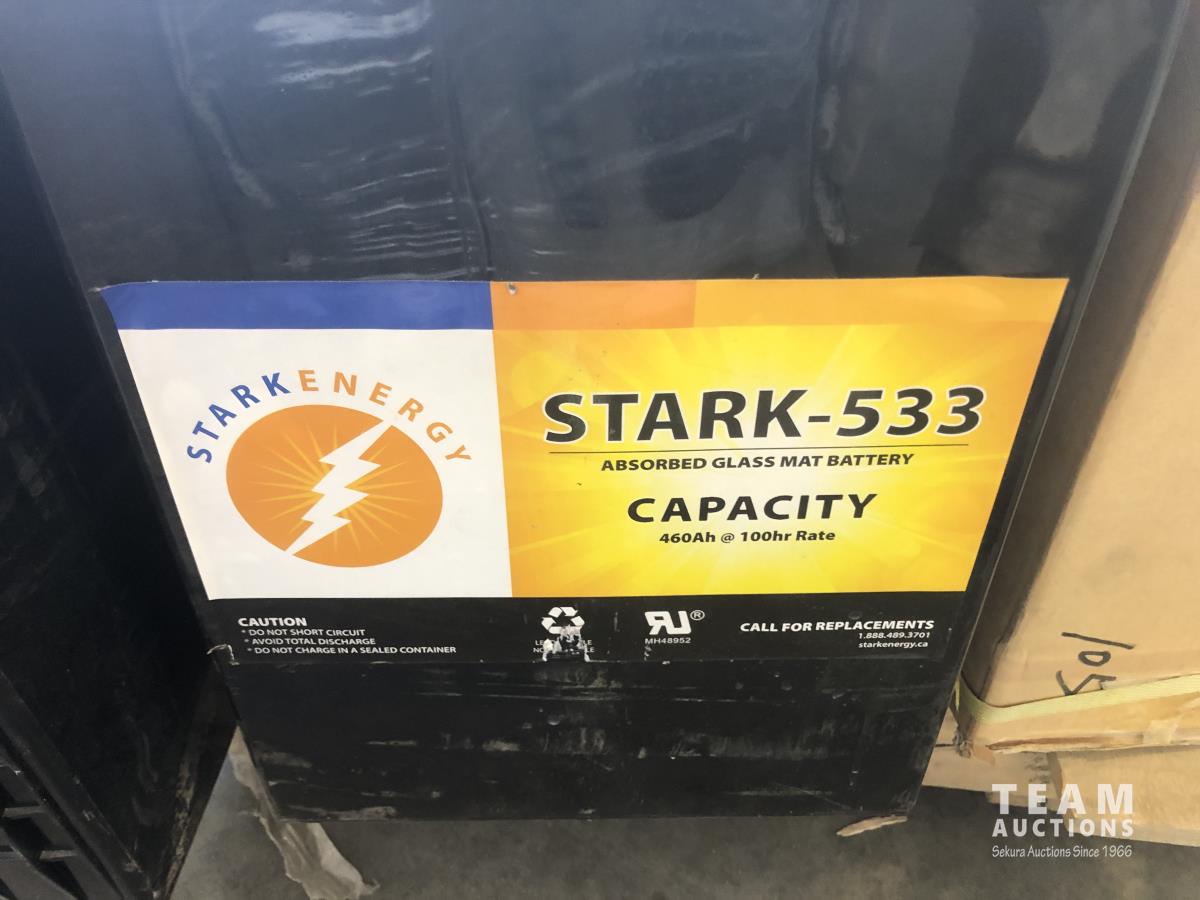 STARKENERGY
STARK-533
ABSORBED GLASS MAT BATTERY
CAPACITY
460Ah @ 100hr Rate
CAUTION
* DO NOT SHORT CIRCUIT
* AVOID TOTAL DISCHARGE
* DO NOT CHARGE IN A SEALED CONTAINER
MH48952
CALL FOR REPLACEMENTS
1.888.489.3701
starkenergy.ca
105
TEAM
AUCTIONS
Sekura Auctions Since 1966